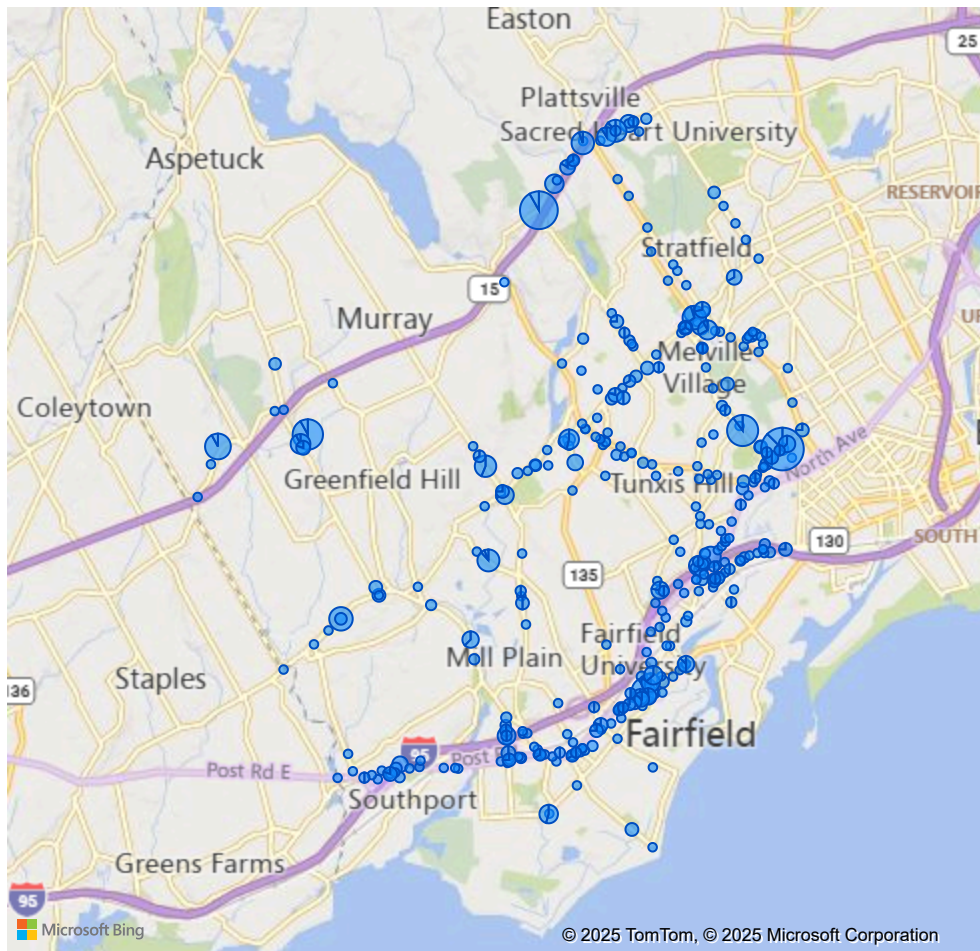 Easton
25
Plattsville
Sacred Heart University
Aspetuck
RESERVOIR
Stratfield
15
Murray
Melville
Village
Coleytown
North Ave
Greenfield Hill
Tunxis Hill
SOUTH
130
135
Fairfield
University
Mill Plain
Staples
136
Fairfield
95
Post Rd E
Post
Southport
Greens Farms
95
Microsoft Bing
© 2025 TomTom, © 2025 Microsoft Corporation